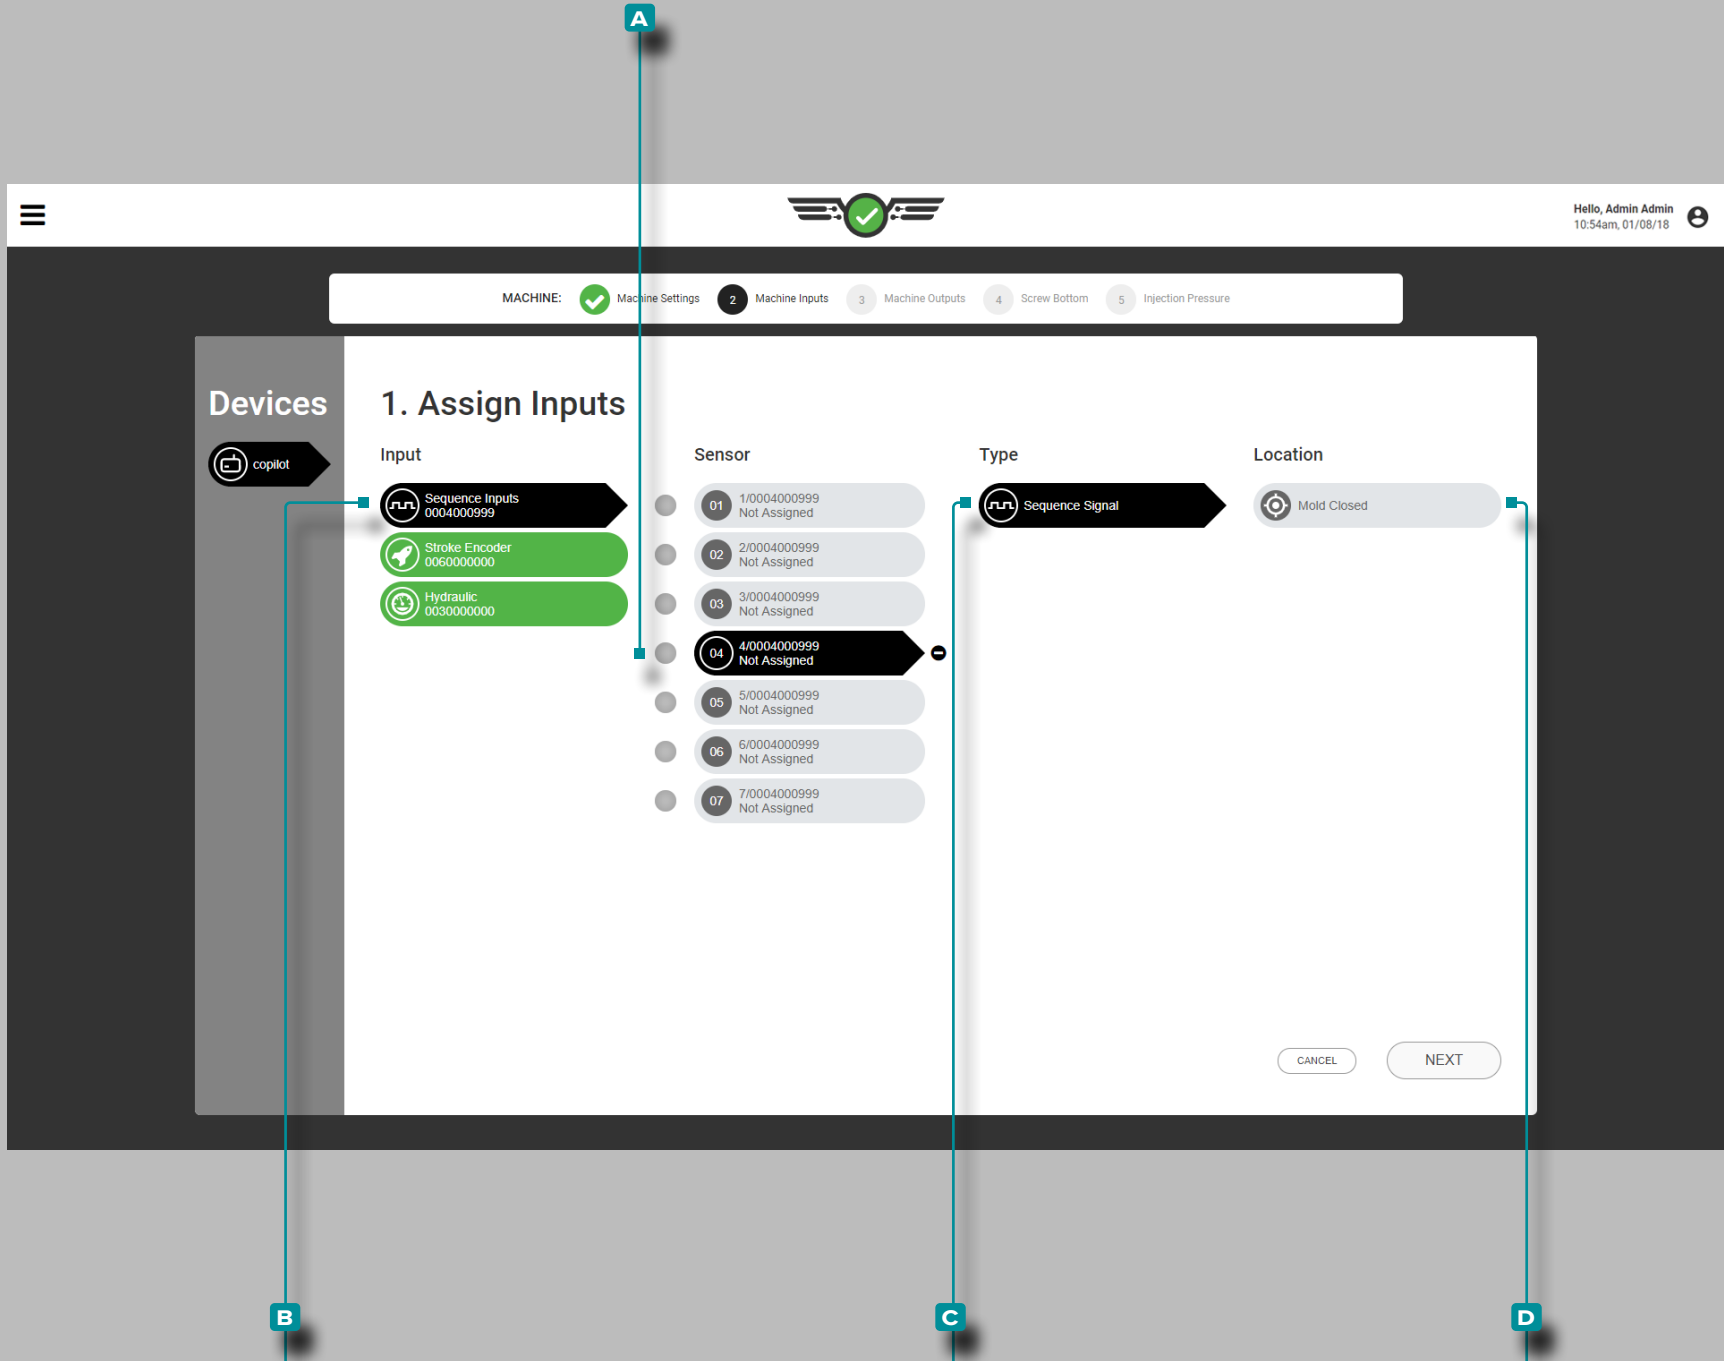 A
Hello, Admin Admin
10:54am, 01/08/18
MACHINE: Machine Settings 2 Machine Inputs 3 Machine Outputs 4 Screw Bottom 5 Injection Pressure
Devices
copilot
1. Assign Inputs
Input
Sequence Inputs
0004000999
Stroke Encoder
0060000000
Hydraulic
0030000000
Sensor
01 1/0004000999
Not Assigned
02 2/0004000999
Not Assigned
03 3/0004000999
Not Assigned
04 4/0004000999
Not Assigned
05 5/0004000999
Not Assigned
06 6/0004000999
Not Assigned
07 7/0004000999
Not Assigned
Type
Sequence Signal
Location
Mold Closed
CANCEL
NEXT
B
C
D